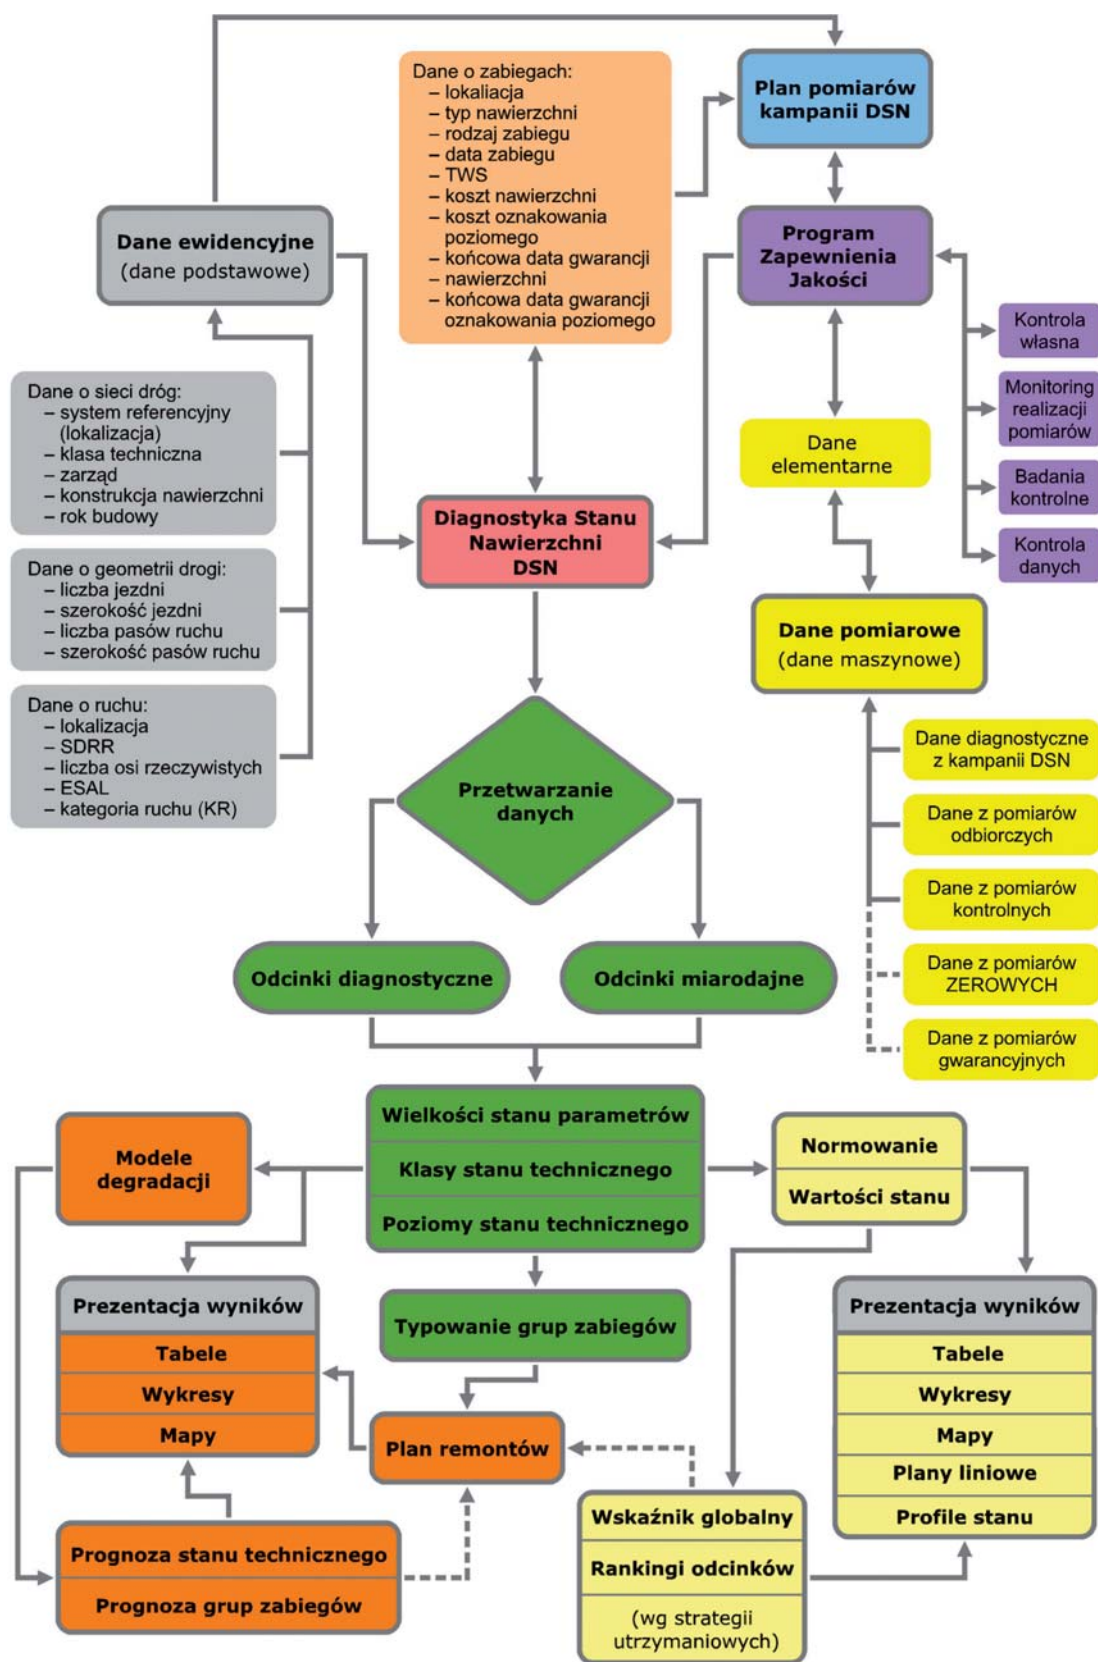 Dane o zabiegach:
– lokaliacja
– typ nawierzchni
– rodzaj zabiegu
– data zabiegu
– TWS
– koszt nawierzchni
– koszt oznakowania
poziomego
– końcowa data gwarancji
– nawierzchni
– końcowa data gwarancji
oznakowania poziomego
Plan pomiarów
kampanii DSN
Dane ewidencyjne
(dane podstawowe)
Program
Zapewnienia
Jakości
Kontrola
własna
Monitoring
realizacji
pomiarów
Badania
kontrolne
Kontrola
danych
Dane o sieci dróg:
– system referencyjny
(lokalizacja)
– klasa techniczna
– zarząd
– konstrukcja nawierzchni
– rok budowy
Dane
elementarne
Diagnostyka Stanu
Nawierzchni
DSN
Dane o geometrii drogi:
– liczba jezdni
– szerokość jezdni
– liczba pasów ruchu
– szerokość pasów ruchu
Dane pomiarowe
(dane maszynowe)
Dane o ruchu:
– lokalizacja
– SDRR
– liczba osi rzeczywistych
– ESAL
– kategoria ruchu (KR)
Dane diagnostyczne
z kampanii DSN
Dane z pomiarów
odbiorczych
Dane z pomiarów
kontrolnych
Dane z pomiarów
ZEROWYCH
Dane z pomiarów
gwarancyjnych
Przetwarzanie
danych
Odcinki diagnostyczne
Odcinki miarodajne
Wielkości stanu parametrów
Klasy stanu technicznego
Poziomy stanu technicznego
Modele
degradacji
Normowanie
Wartości stanu
Prezentacja wyników
Tabele
Wykresy
Mapy
Typowanie grup zabiegów
Plan remontów
Prezentacja wyników
Tabele
Wykresy
Mapy
Plany liniowe
Profile stanu
Prognoza stanu technicznego
Prognoza grup zabiegów
Wskaźnik globalny
Rankingi odcinków
(wg strategii
utrzymaniowych)